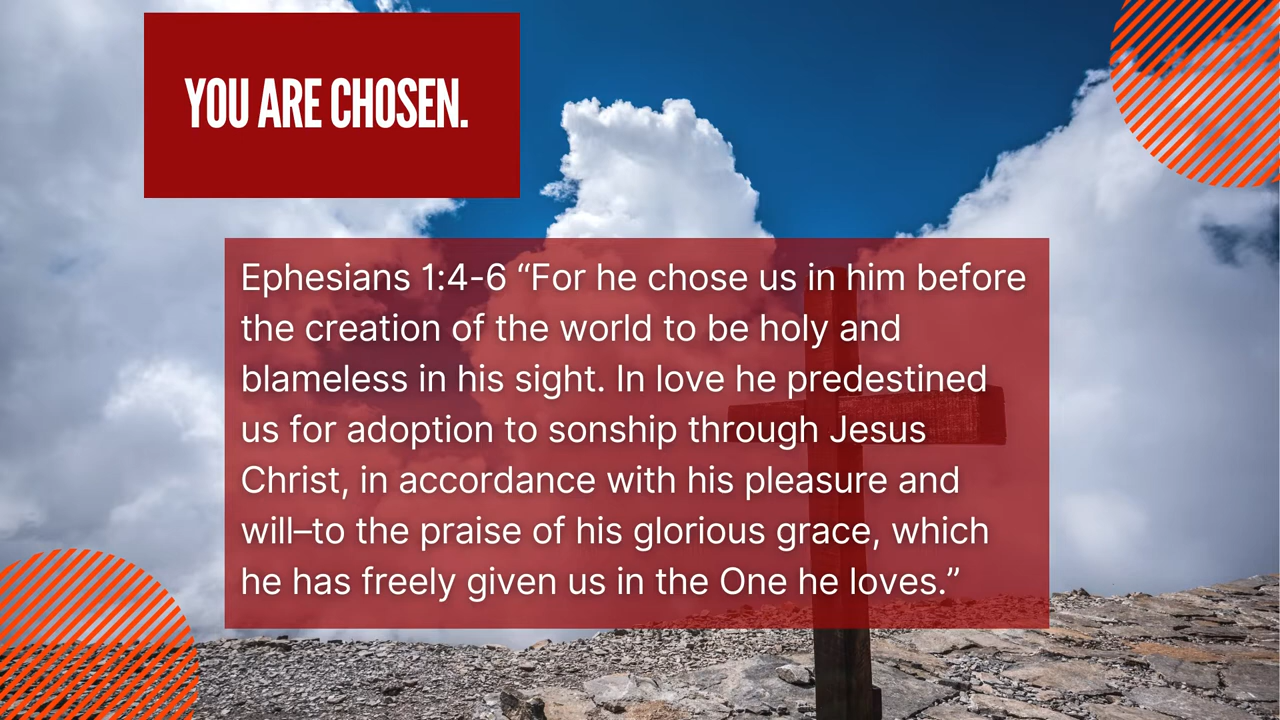 YOU ARE CHOSEN.
Ephesians 1:4-6 “For he chose us in him before
the creation of the world to be holy and
blameless in his sight. In love he predestined
us for adoption to sonship through Jesus
Christ, in accordance with his pleasure and
will–to the praise of his glorious grace, which
he has freely given us in the One he loves.”